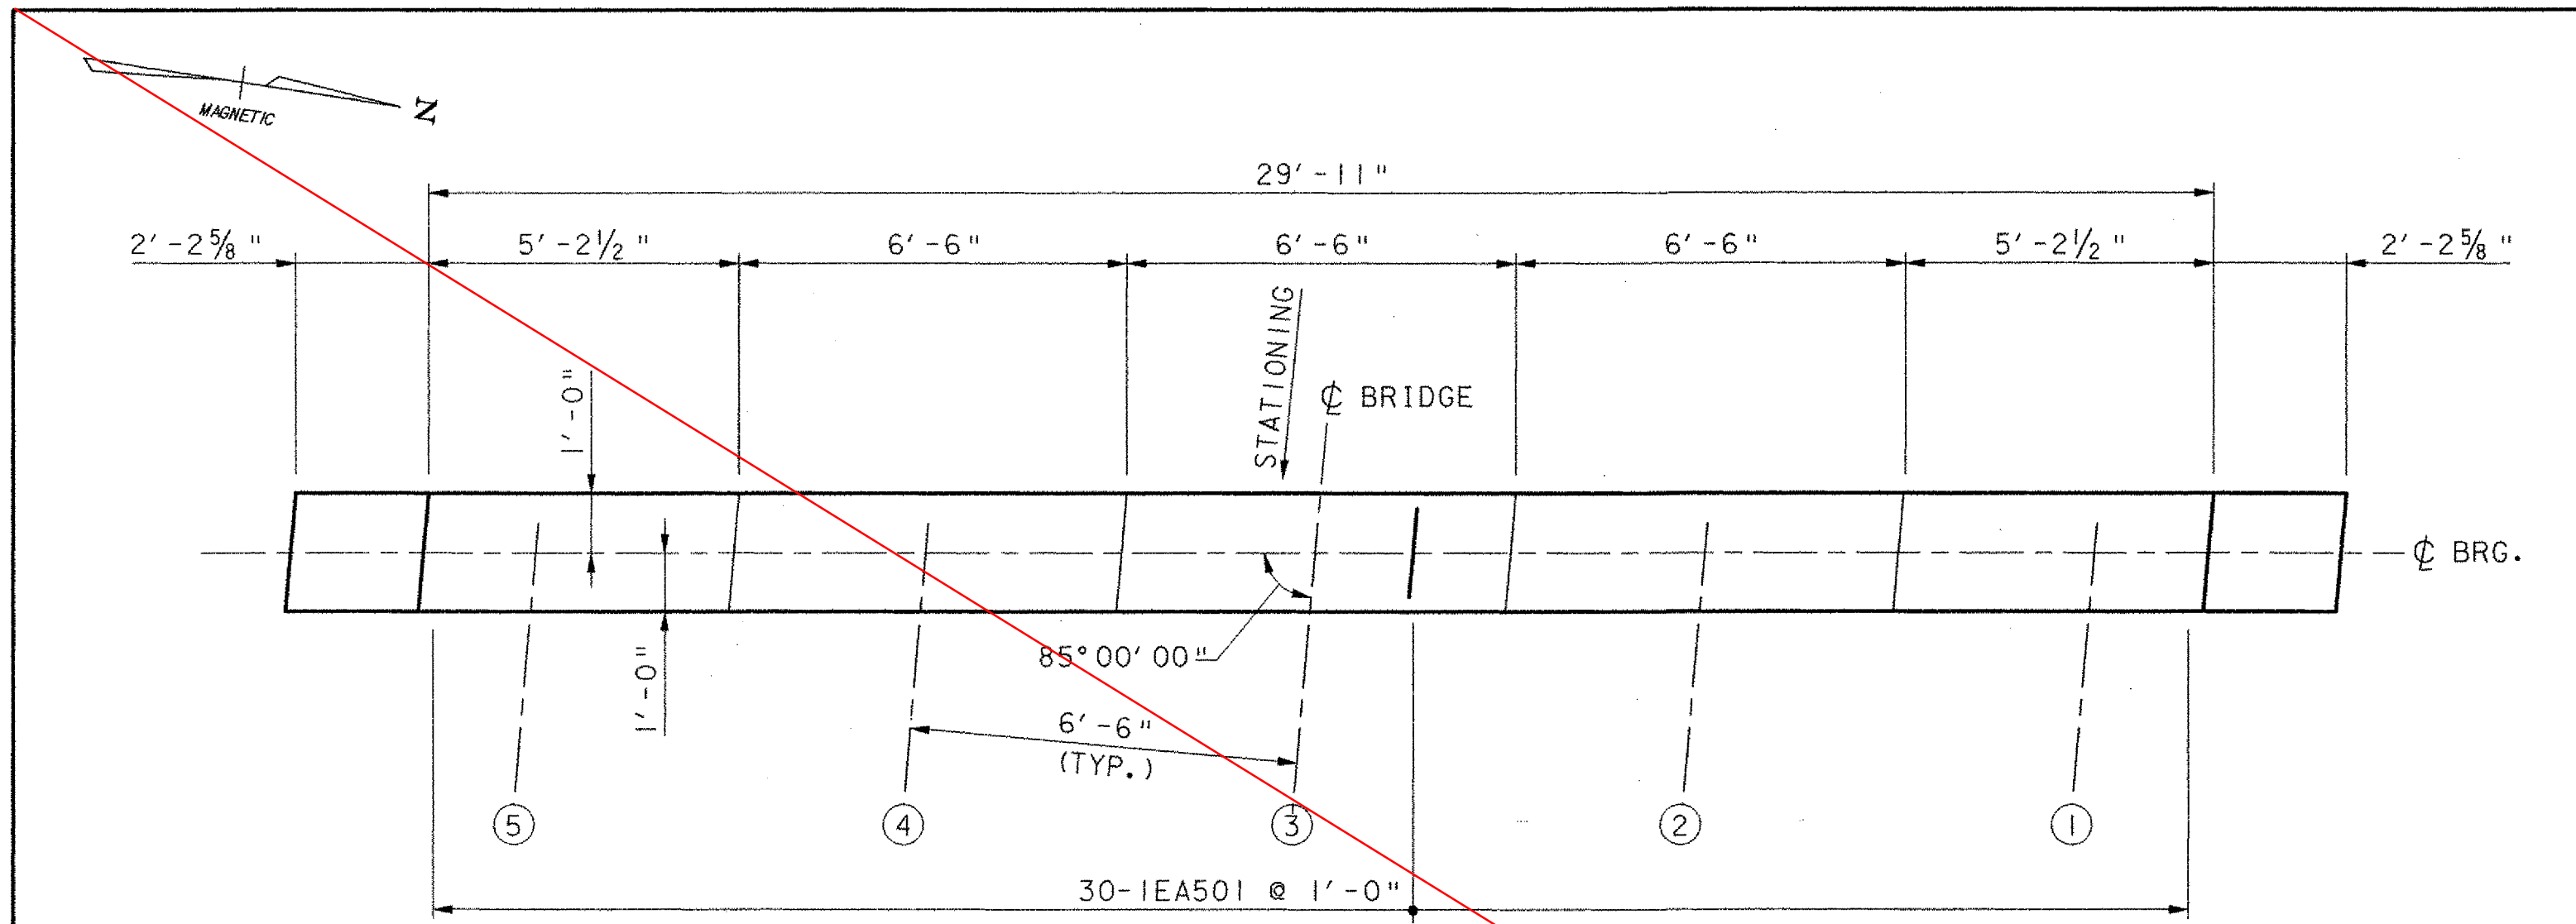 MAGNETIC
N
29'-11"
2'-2⅝"
5'-2½"
6'-6"
6'-6"
6'-6"
5'-2½"
2'-2⅝"
STATIONING
℄ BRIDGE
1'-0"
℄ BRG.
1'-0"
85°00'00"
6'-6"
(TYP.)
5
4
3
2
1
30-1EA501 @ 1'-0"